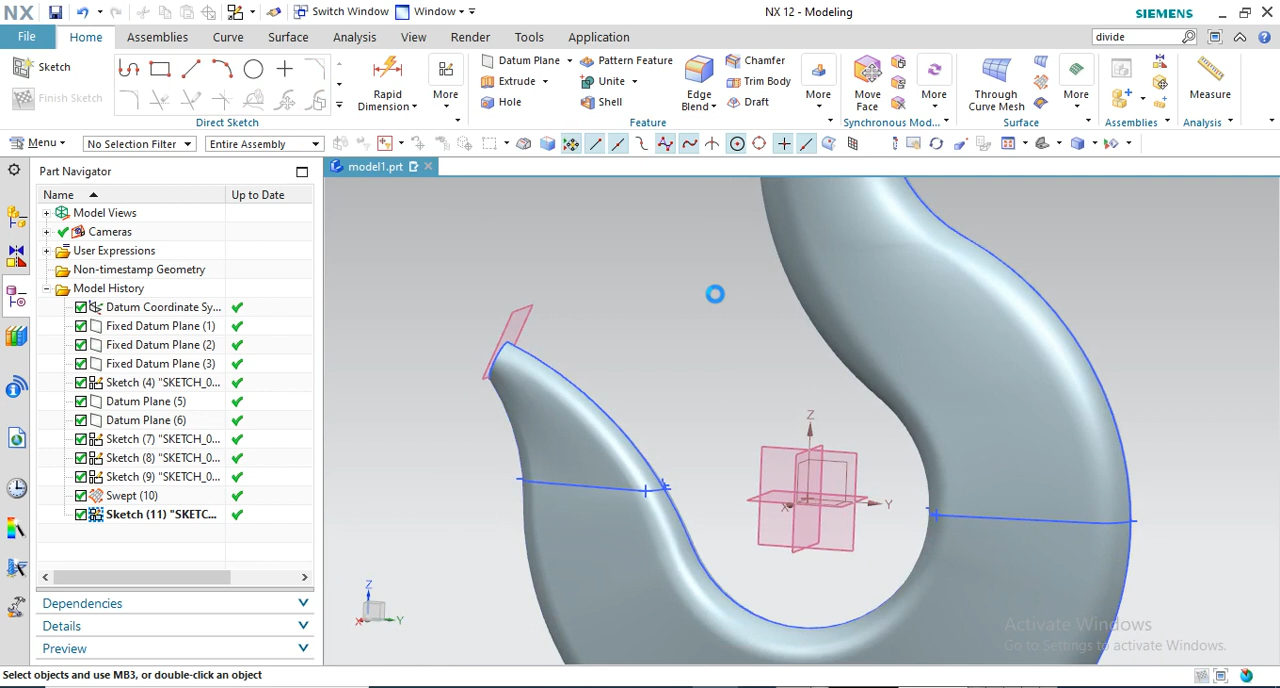 NX Switch Window Window NX 12 - Modeling SIEMENS
File Home Assemblies Curve Surface Analysis View Render Tools Application divide
Sketch Datum Plane Pattern Feature Chamfer
Extrude Unite Trim Body
Finish Sketch Rapid Dimension More Hole Shell Edge Blend Draft More Move Face More Through Curve Mesh More Measure
Direct Sketch Feature Synchronous Mod... Surface Assemblies Analysis
Menu No Selection Filter Entire Assembly
Part Navigator model1.prt
Name Up to Date
Model Views
Cameras
User Expressions
Non-timestamp Geometry
Model History
Datum Coordinate Sy...
Fixed Datum Plane (1)
Fixed Datum Plane (2)
Fixed Datum Plane (3)
Sketch (4) "SKETCH_0...
Datum Plane (5)
Datum Plane (6)
Sketch (7) "SKETCH_0...
Sketch (8) "SKETCH_0...
Sketch (9) "SKETCH_0...
Swept (10)
Sketch (11) "SKETC...
Z
X Y
Z
X Y
Dependencies
Details
Preview
Activate Windows
Go to Settings to activate Windows.
Select objects and use MB3, or double-click an object